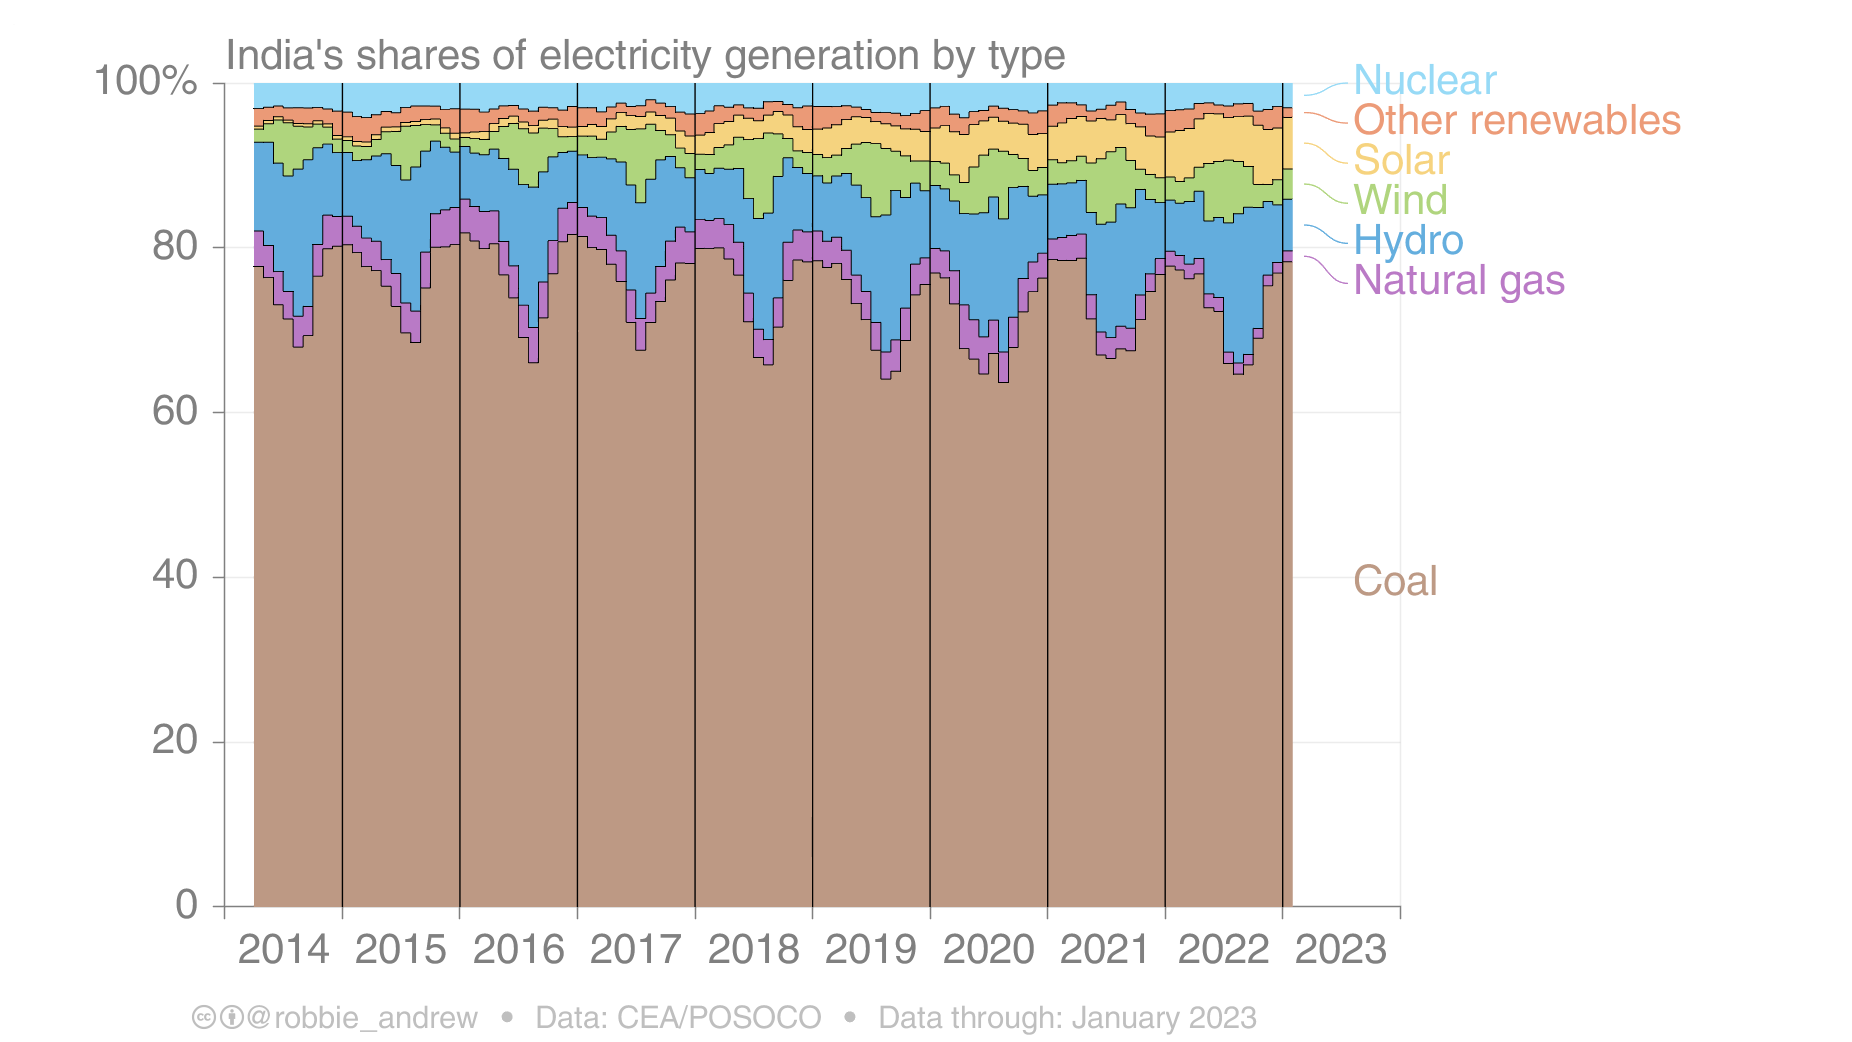 India's shares of electricity generation by type
100%
80
60
40
20
0
Nuclear
Other renewables
Solar
Wind
Hydro
Natural gas
Coal
2014 2015 2016 2017 2018 2019 2020 2021 2022 2023
@robbie_andrew • Data: CEA/POSOCO • Data through: January 2023